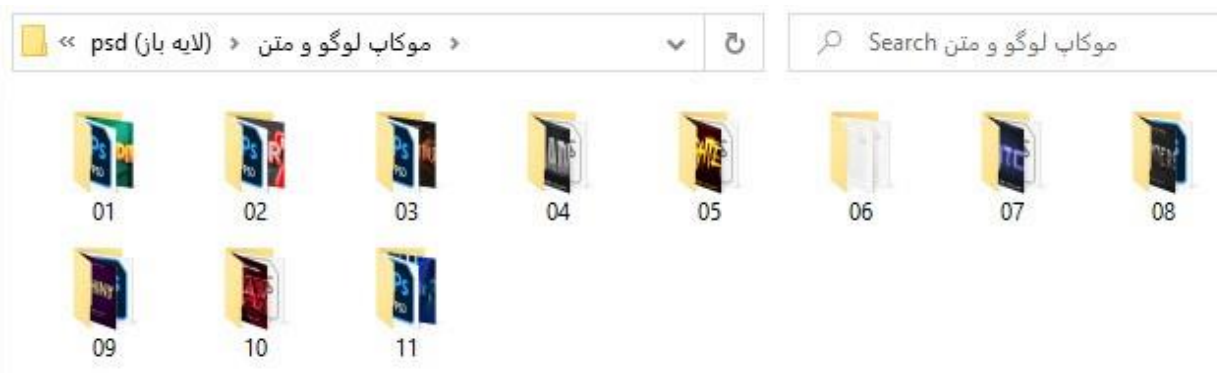 « psd (لایه باز) › موکاپ لوگو و متن ›
Search موکاپ لوگو و متن
01 02 03 04 05 06 07 08
09 10 11